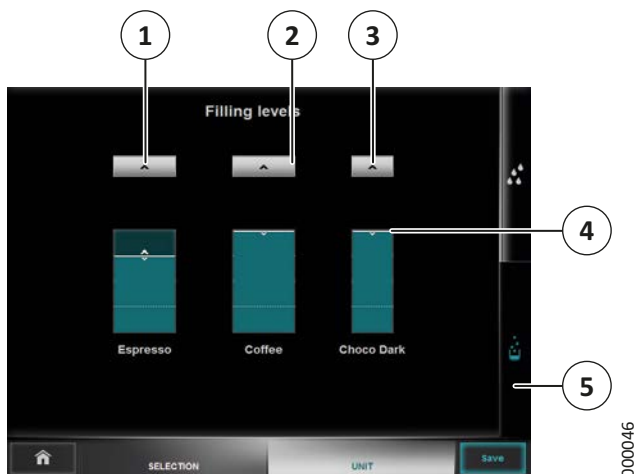 1 2 3
Filling levels
4
Espresso Coffee Choco Dark
5
SELECTION UNIT Save
000046